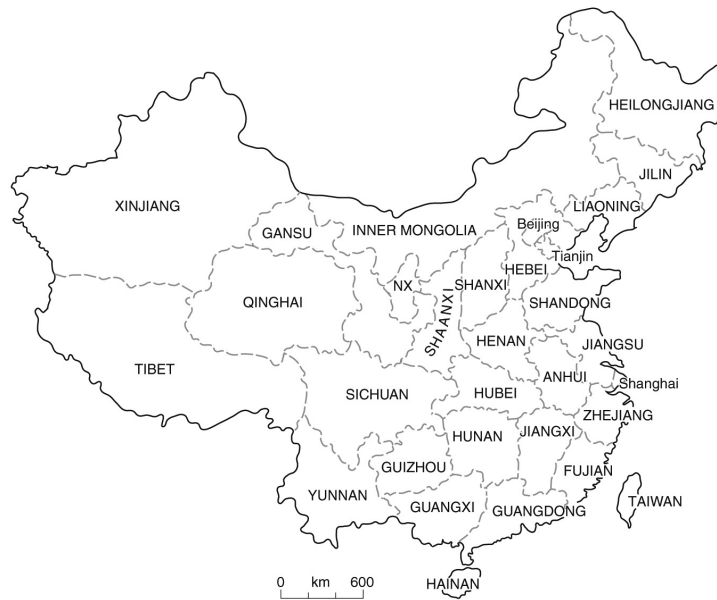 HEILONGJIANG
JILIN
XINJIANG
LIAONING
Beijing
GANSU
INNER MONGOLIA
Tianjin
HEBEI
NX
SHANXI
QINGHAI
SHANDONG
SHAANXI
HENAN
JIANGSU
TIBET
ANHUI
Shanghai
SICHUAN
HUBEI
ZHEJIANG
HUNAN
JIANGXI
GUIZHOU
FUJIAN
YUNNAN
TAIWAN
GUANGXI
GUANGDONG
HAINAN
0 km 600